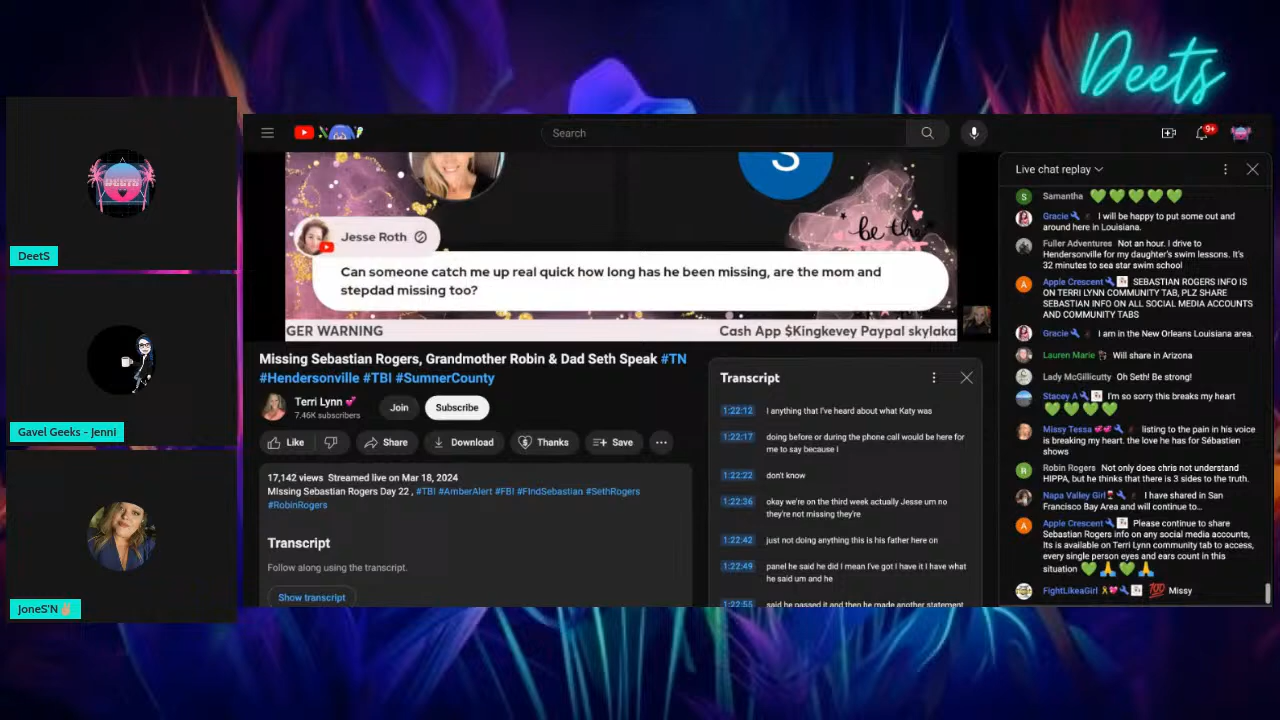 Deets
DEETS
DeetS
Gavel Geeks - Jenni
JoneS'N ✌🏼
Search
9+
S
be the
Jesse Roth
Can someone catch me up real quick how long has he been missing, are the mom and
stepdad missing too?
GER WARNING
Cash App $Kingkevey Paypal skylaka
Missing Sebastian Rogers, Grandmother Robin & Dad Seth Speak #TN
#Hendersonville #TBI #SumnerCounty
Terri Lynn 💕
7.46K subscribers
Join
Subscribe
Like
Share
Download
Thanks
Save
17,142 views Streamed live on Mar 18, 2024
Missing Sebastian Rogers Day 22 , #TBI #AmberAlert #FBI #FIndSebastian #SethRogers
#RobinRogers
Transcript
Follow along using the transcript.
Show transcript
Transcript
1:22:12 I anything that I've heard about what Katy was
1:22:17 doing before or during the phone call would be here for
me to say because I
1:22:22 don't know
1:22:36 okay we're on the third week actually Jesse um no
they're not missing they're
1:22:42 just not doing anything this is his father here on
1:22:49 panel he said he did I mean I've got I have it I have what
he said um and he
1:22:55 said he passed it and then he made another statement
Live chat replay
S Samantha 💚💚💚💚💚
Gracie🔧 I will be happy to put some out and
around here in Louisiana.
Fuller Adventures Not an hour. I drive to
Hendersonville for my daughter's swim lessons. It's
32 minutes to sea star swim school
A Apple Crescent🔧 SEBASTIAN ROGERS INFO IS
ON TERRI LYNN COMMUNITY TAB, PLZ SHARE
SEBASTIAN INFO ON ALL SOCIAL MEDIA ACCOUNTS
AND COMMUNITY TABS
Gracie🔧 I am in the New Orleans Louisiana area.
Lauren Marie Will share in Arizona
Lady McGillicutty Oh Seth! Be strong!
Stacey A🔧 I'm so sorry this breaks my heart
💚💚💚💚
Missy Tessa 💕💕🔧 listening to the pain in his voice
is breaking my heart. the love he has for Sébastien
shows
R Robin Rogers Not only does chris not understand
HIPPA, but he thinks that there is 3 sides to the truth.
Napa Valley Girl🍷🔧 I have shared in San
Francisco Bay Area and will continue to...
A Apple Crescent🔧 Please continue to share
Sebastian Rogers info on any social media accounts,
Its is available on Terri Lynn community tab to access,
every single person eyes and ears count in this
situation 💚🙏💚🙏
FightLikeaGirl 🎗💖🔧 💯 Missy